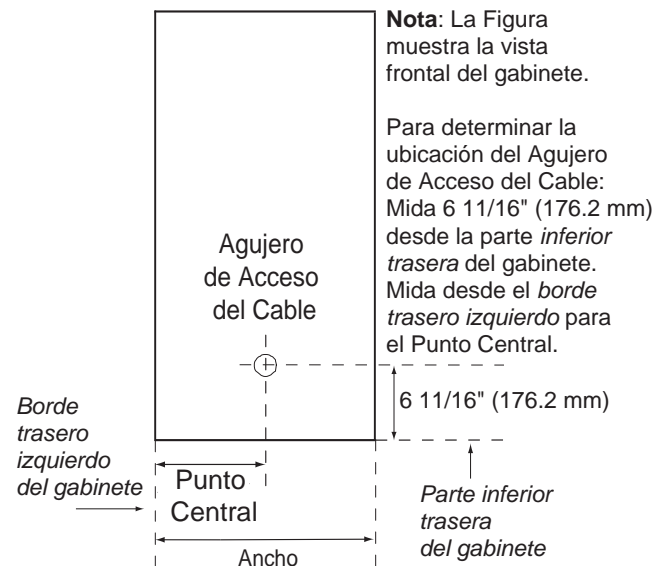 Nota: La Figura
muestra la vista
frontal del gabinete.
Para determinar la
ubicación del Agujero
de Acceso del Cable:
Mida 6 11/16" (176.2 mm)
desde la parte inferior
trasera del gabinete.
Mida desde el borde
trasero izquierdo para
el Punto Central.
Agujero
de Acceso
del Cable
6 11/16" (176.2 mm)
Borde
trasero
izquierdo
del gabinete
Punto
Central
Parte inferior
trasera
del gabinete
Ancho